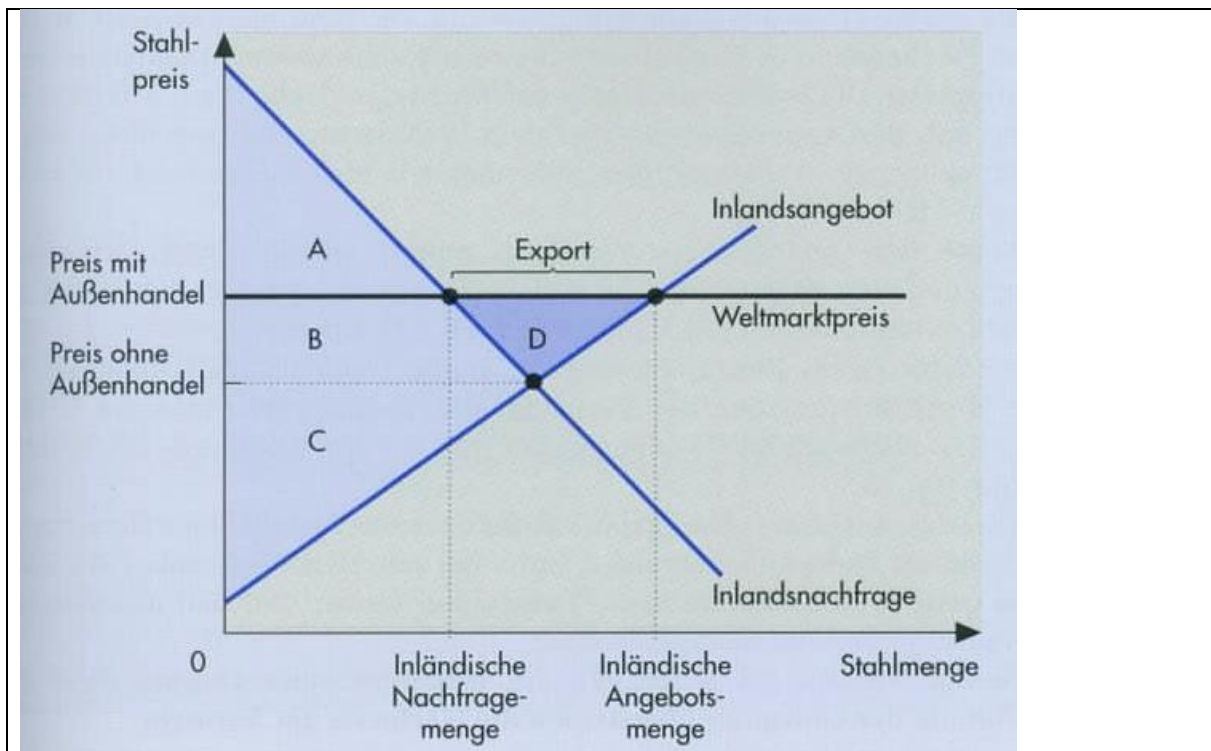 Stahl-
preis
Inlandsangebot
A
Export
Preis mit
Außenhandel
Weltmarktpreis
B
D
Preis ohne
Außenhandel
C
Inlandsnachfrage
0
Inländische
Nachfrage-
menge
Inländische
Angebots-
menge
Stahlmenge